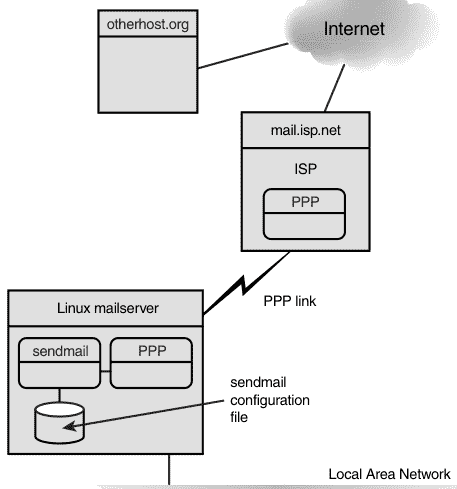 otherhost.org
Internet
mail.isp.net
ISP
PPP
PPP link
Linux mailserver
sendmail
PPP
sendmail
configuration
file
Local Area Network